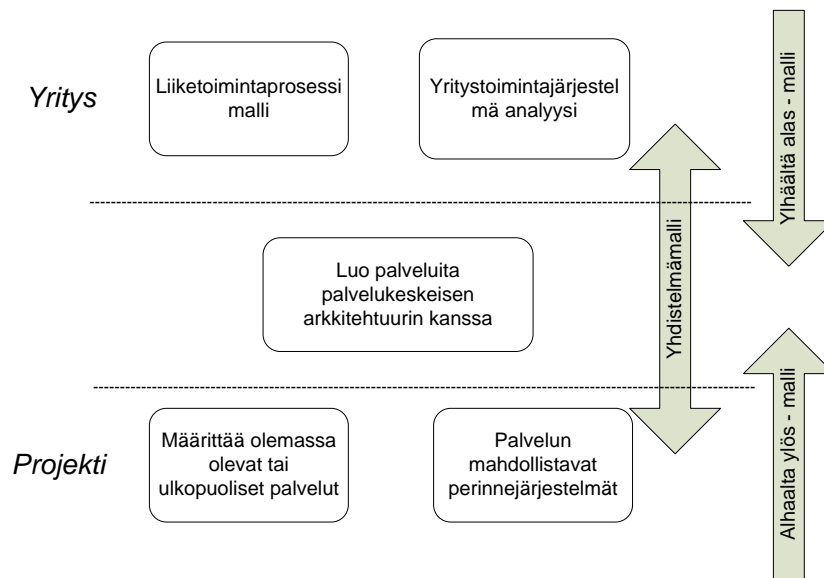 Yritys
Liiketoimintaprosessi
malli
Yritystoimintajärjestel
mä analyysi
Ylhäältä alas - malli
Luo palveluita
palvelukeskeisen
arkkitehtuurin kanssa
Yhdistelmämalli
Projekti
Määrittää olemassa
olevat tai
ulkopuoliset palvelut
Palvelun
mahdollistavat
perinnejärjestelmät
Alhaalta ylös - malli